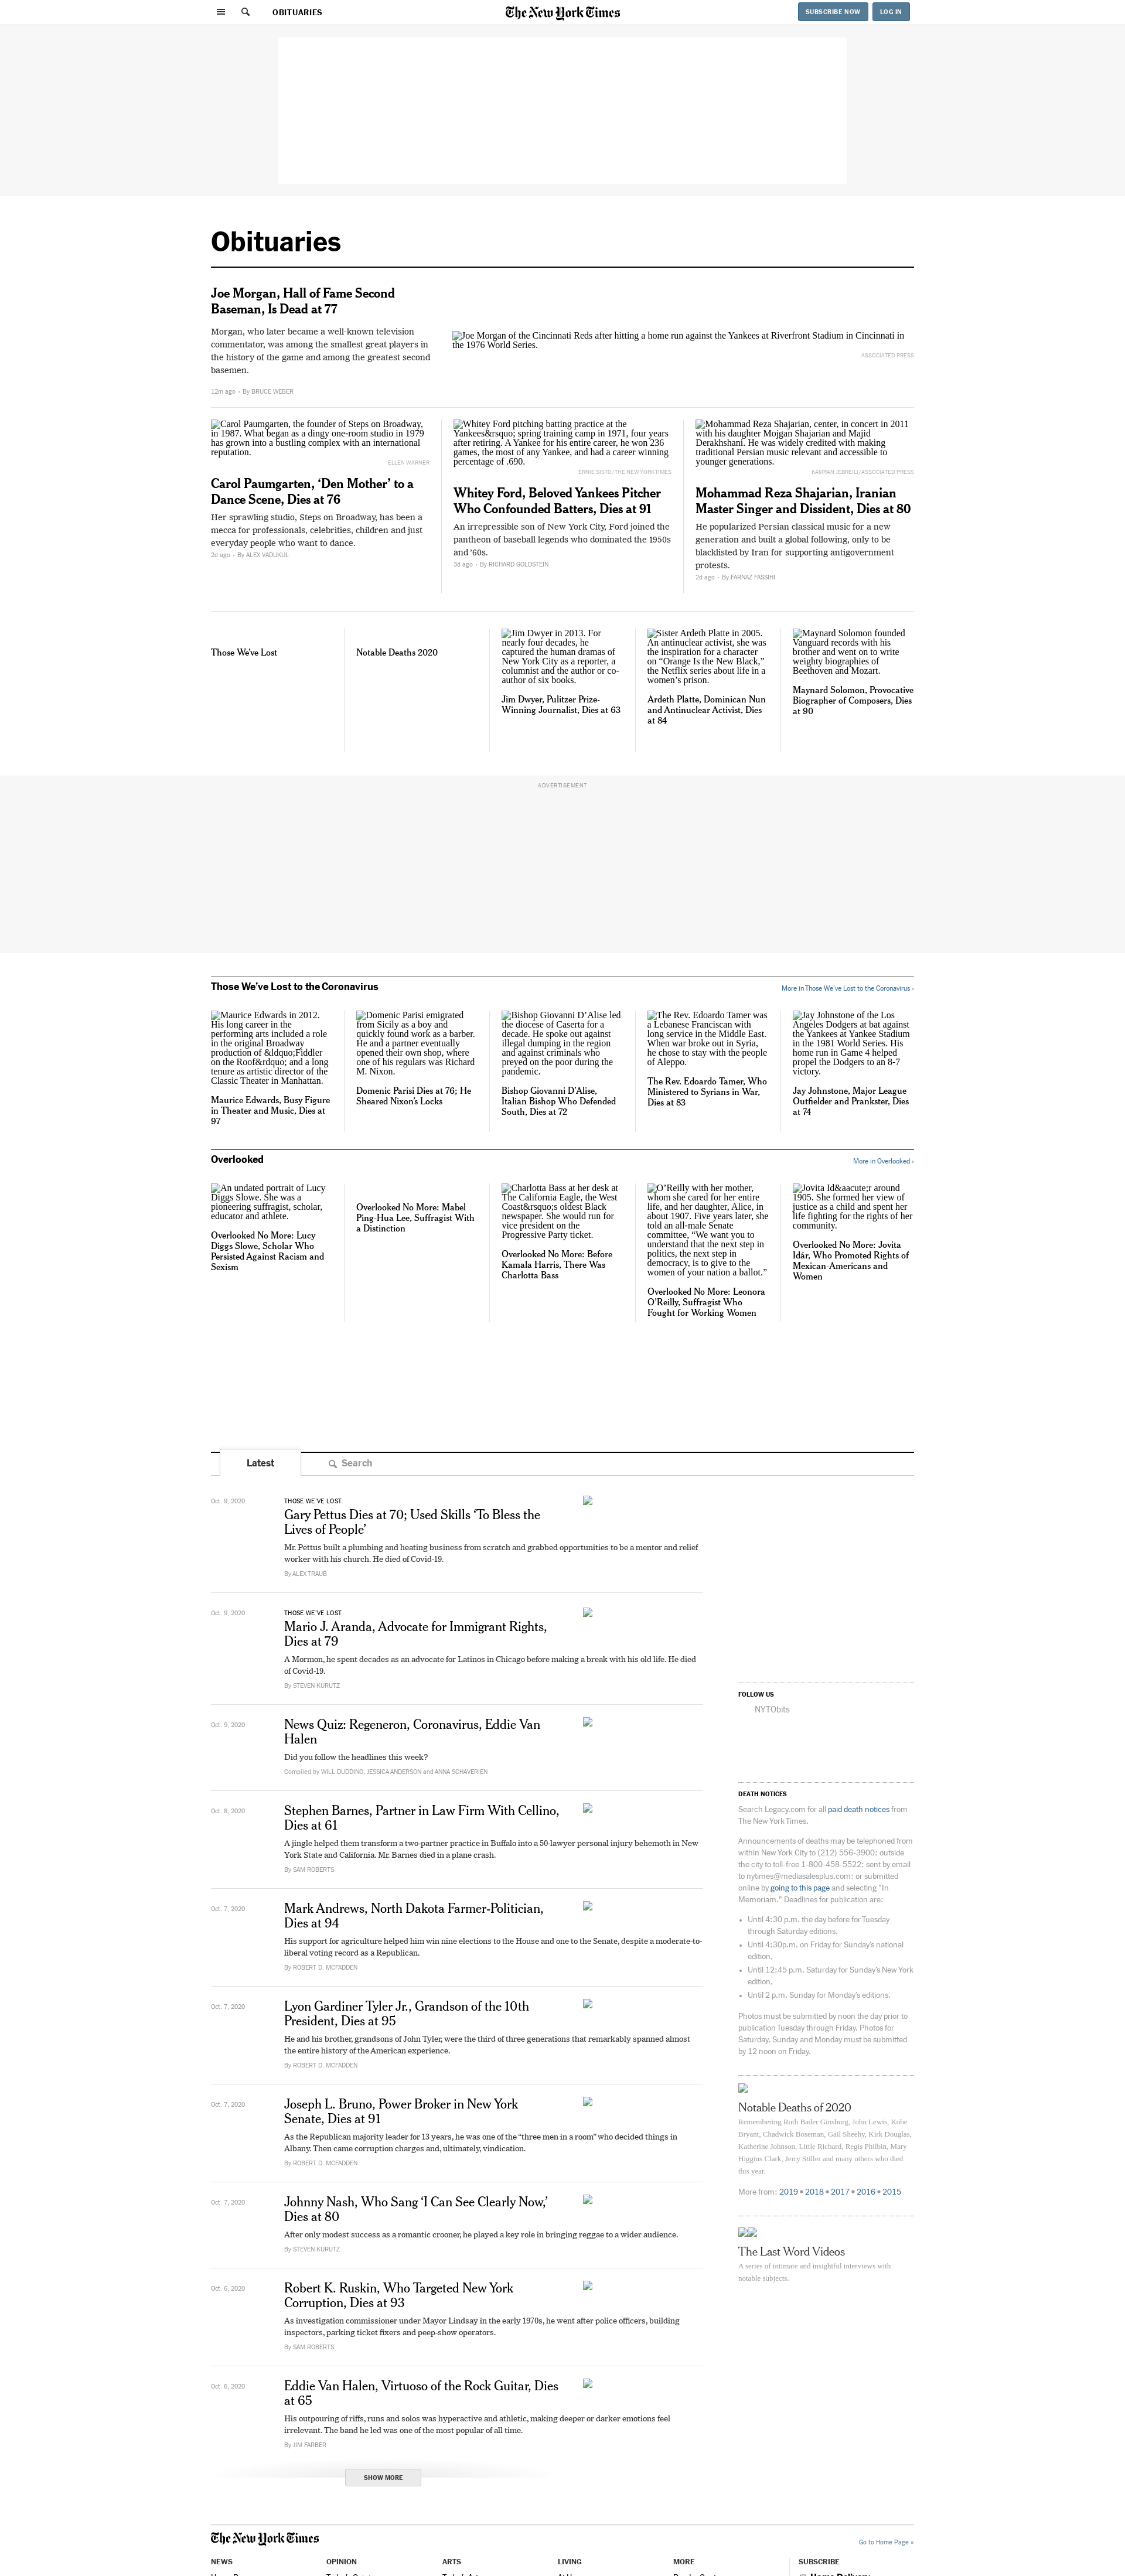 OBITUARIES
The New York Times
SUBSCRIBE NOW
LOG IN
Obituaries
Joe Morgan, Hall of Fame Second
Baseman, Is Dead at 77
Morgan, who later became a well-known television
commentator, was among the smallest great players in
the history of the game and among the greatest second
basemen.
12m ago - By BRUCE WEBER
Joe Morgan of the Cincinnati Reds after hitting a home run against the Yankees at Riverfront Stadium in Cincinnati in
the 1976 World Series.
ASSOCIATED PRESS
Carol Paumgarten, the founder of Steps on Broadway,
in 1987. What began as a dingy one-room studio in 1979
has grown into a bustling complex with an international
reputation.
ELLEN WARNER
Carol Paumgarten, ‘Den Mother’ to a
Dance Scene, Dies at 76
Her sprawling studio, Steps on Broadway, has been a
mecca for professionals, celebrities, children and just
everyday people who want to dance.
2d ago - By ALEX VADUKUL
Whitey Ford pitching batting practice at the
Yankees&rsquo; spring training camp in 1971, four years
after retiring. A Yankee for his entire career, he won 236
games, the most of any Yankee, and had a career winning
percentage of .690.
ERNIE SISTO/THE NEW YORK TIMES
Whitey Ford, Beloved Yankees Pitcher
Who Confounded Batters, Dies at 91
An irrepressible son of New York City, Ford joined the
pantheon of baseball legends who dominated the 1950s
and ’60s.
3d ago - By RICHARD GOLDSTEIN
Mohammad Reza Shajarian, center, in concert in 2011
with his daughter Mojgan Shajarian and Majid
Derakhshani. He was widely credited with making
traditional Persian music relevant and accessible to
younger generations.
KAMRAN JEBREILI/ASSOCIATED PRESS
Mohammad Reza Shajarian, Iranian
Master Singer and Dissident, Dies at 80
He popularized Persian classical music for a new
generation and built a global following, only to be
blacklisted by Iran for supporting antigovernment
protests.
2d ago - By FARNAZ FASSIHI
Those We’ve Lost
Notable Deaths 2020
Jim Dwyer in 2013. For
nearly four decades, he
captured the human dramas of
New York City as a reporter, a
columnist and the author or co-
author of six books.
Jim Dwyer, Pulitzer Prize-
Winning Journalist, Dies at 63
Sister Ardeth Platte in 2005.
An antinuclear activist, she was
the inspiration for a character
on “Orange Is the New Black,”
the Netflix series about life in a
women’s prison.
Ardeth Platte, Dominican Nun
and Antinuclear Activist, Dies
at 84
Maynard Solomon founded
Vanguard records with his
brother and went on to write
weighty biographies of
Beethoven and Mozart.
Maynard Solomon, Provocative
Biographer of Composers, Dies
at 90
ADVERTISEMENT
Those We’ve Lost to the Coronavirus
More in Those We’ve Lost to the Coronavirus ›
Maurice Edwards in 2012.
His long career in the
performing arts included a role
in the original Broadway
production of &ldquo;Fiddler
on the Roof&rdquo; and a long
tenure as artistic director of the
Classic Theater in Manhattan.
Maurice Edwards, Busy Figure
in Theater and Music, Dies at
97
Domenic Parisi emigrated
from Sicily as a boy and
quickly found work as a barber.
He and a partner eventually
opened their own shop, where
one of his regulars was Richard
M. Nixon.
Domenic Parisi Dies at 76; He
Sheared Nixon’s Locks
Bishop Giovanni D’Alise led
the diocese of Caserta for a
decade. He spoke out against
illegal dumping in the region
and against criminals who
preyed on the poor during the
pandemic.
Bishop Giovanni D’Alise,
Italian Bishop Who Defended
South, Dies at 72
The Rev. Edoardo Tamer was
a Lebanese Franciscan with
long service in the Middle East.
When war broke out in Syria,
he chose to stay with the people
of Aleppo.
The Rev. Edoardo Tamer, Who
Ministered to Syrians in War,
Dies at 83
Jay Johnstone of the Los
Angeles Dodgers at bat against
the Yankees at Yankee Stadium
in the 1981 World Series. His
home run in Game 4 helped
propel the Dodgers to an 8-7
victory.
Jay Johnstone, Major League
Outfielder and Prankster, Dies
at 74
Overlooked
More in Overlooked ›
An undated portrait of Lucy
Diggs Slowe. She was a
pioneering suffragist, scholar,
educator and athlete.
Overlooked No More: Lucy
Diggs Slowe, Scholar Who
Persisted Against Racism and
Sexism
Overlooked No More: Mabel
Ping-Hua Lee, Suffragist With
a Distinction
Charlotta Bass at her desk at
The California Eagle, the West
Coast&rsquo;s oldest Black
newspaper. She would run for
vice president on the
Progressive Party ticket.
Overlooked No More: Before
Kamala Harris, There Was
Charlotta Bass
O’Reilly with her mother,
whom she cared for her entire
life, and her daughter, Alice, in
about 1907. Five years later, she
told an all-male Senate
committee, “We want you to
understand that the next step in
politics, the next step in
democracy, is to give to the
women of your nation a ballot.”
Overlooked No More: Leonora
O’Reilly, Suffragist Who
Fought for Working Women
Jovita Id&aacute;r around
1905. She formed her view of
justice as a child and spent her
life fighting for the rights of her
community.
Overlooked No More: Jovita
Idár, Who Promoted Rights of
Mexican-Americans and
Women
Latest
Search
Oct. 9, 2020
THOSE WE’VE LOST
Gary Pettus Dies at 70; Used Skills ‘To Bless the
Lives of People’
Mr. Pettus built a plumbing and heating business from scratch and grabbed opportunities to be a mentor and relief
worker with his church. He died of Covid-19.
By ALEX TRAUB
Oct. 9, 2020
THOSE WE’VE LOST
Mario J. Aranda, Advocate for Immigrant Rights,
Dies at 79
A Mormon, he spent decades as an advocate for Latinos in Chicago before making a break with his old life. He died
of Covid-19.
By STEVEN KURUTZ
Oct. 9, 2020
News Quiz: Regeneron, Coronavirus, Eddie Van
Halen
Did you follow the headlines this week?
Compiled by WILL DUDDING, JESSICA ANDERSON and ANNA SCHAVERIEN
Oct. 8, 2020
Stephen Barnes, Partner in Law Firm With Cellino,
Dies at 61
A jingle helped them transform a two-partner practice in Buffalo into a 50-lawyer personal injury behemoth in New
York State and California. Mr. Barnes died in a plane crash.
By SAM ROBERTS
Oct. 7, 2020
Mark Andrews, North Dakota Farmer-Politician,
Dies at 94
His support for agriculture helped him win nine elections to the House and one to the Senate, despite a moderate-to-
liberal voting record as a Republican.
By ROBERT D. MCFADDEN
Oct. 7, 2020
Lyon Gardiner Tyler Jr., Grandson of the 10th
President, Dies at 95
He and his brother, grandsons of John Tyler, were the third of three generations that remarkably spanned almost
the entire history of the American experience.
By ROBERT D. MCFADDEN
Oct. 7, 2020
Joseph L. Bruno, Power Broker in New York
Senate, Dies at 91
As the Republican majority leader for 13 years, he was one of the “three men in a room” who decided things in
Albany. Then came corruption charges and, ultimately, vindication.
By ROBERT D. MCFADDEN
Oct. 7, 2020
Johnny Nash, Who Sang ‘I Can See Clearly Now,’
Dies at 80
After only modest success as a romantic crooner, he played a key role in bringing reggae to a wider audience.
By STEVEN KURUTZ
Oct. 6, 2020
Robert K. Ruskin, Who Targeted New York
Corruption, Dies at 93
As investigation commissioner under Mayor Lindsay in the early 1970s, he went after police officers, building
inspectors, parking ticket fixers and peep-show operators.
By SAM ROBERTS
Oct. 6, 2020
Eddie Van Halen, Virtuoso of the Rock Guitar, Dies
at 65
His outpouring of riffs, runs and solos was hyperactive and athletic, making deeper or darker emotions feel
irrelevant. The band he led was one of the most popular of all time.
By JIM FARBER
SHOW MORE
FOLLOW US
NYTObits
DEATH NOTICES
Search Legacy.com for all paid death notices from
The New York Times.
Announcements of deaths may be telephoned from
within New York City to (212) 556-3900; outside
the city to toll-free 1-800-458-5522; sent by email
to nytimes@mediasalesplus.com; or submitted
online by going to this page and selecting “In
Memoriam.” Deadlines for publication are:
• Until 4:30 p.m. the day before for Tuesday
through Saturday editions.
• Until 4:30p.m. on Friday for Sunday’s national
edition.
• Until 12:45 p.m. Saturday for Sunday’s New York
edition.
• Until 2 p.m. Sunday for Monday’s editions.
Photos must be submitted by noon the day prior to
publication Tuesday through Friday. Photos for
Saturday, Sunday and Monday must be submitted
by 12 noon on Friday.
Notable Deaths of 2020
Remembering Ruth Bader Ginsburg, John Lewis, Kobe
Bryant, Chadwick Boseman, Gail Sheehy, Kirk Douglas,
Katherine Johnson, Little Richard, Regis Philbin, Mary
Higgins Clark, Jerry Stiller and many others who died
this year.
More from: 2019 • 2018 • 2017 • 2016 • 2015
The Last Word Videos
A series of intimate and insightful interviews with
notable subjects.
The New York Times
Go to Home Page »
NEWS
OPINION
ARTS
LIVING
MORE
SUBSCRIBE